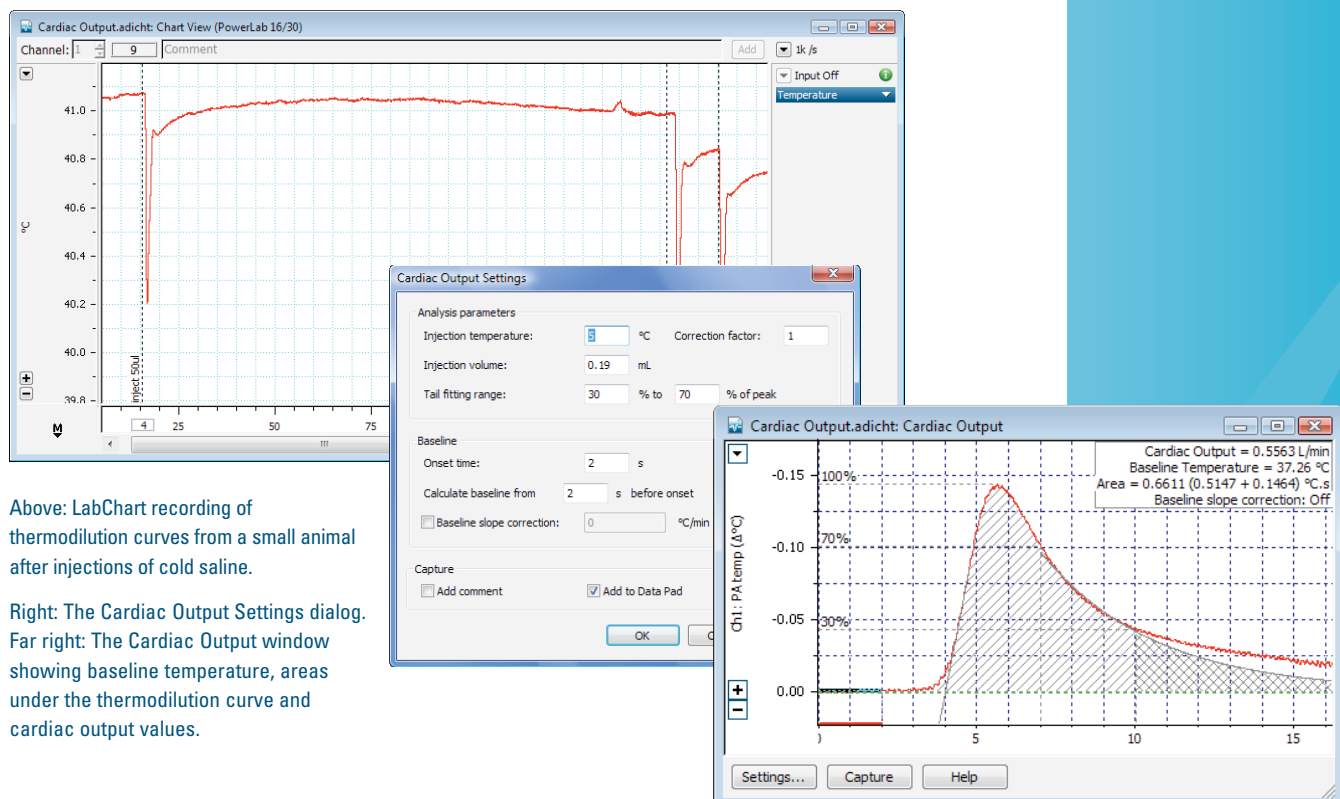 Cardiac Output.adicht: Chart View (PowerLab 16/30)
Channel: 1 9 Comment Add 1k /s
Input Off
Temperature
41.0
40.8
40.6
°C
40.4
40.2
40.0
39.8
inject 50ul
M 4 25 50 75
Cardiac Output Settings
Analysis parameters
Injection temperature: 5 °C Correction factor: 1
Injection volume: 0.19 mL
Tail fitting range: 30 % to 70 % of peak
Baseline
Onset time: 2 s
Calculate baseline from 2 s before onset
Baseline slope correction: 0 °C/min
Capture
Add comment Add to Data Pad
OK
Cardiac Output.adicht: Cardiac Output
Cardiac Output = 0.5563 L/min
Baseline Temperature = 37.26 °C
Area = 0.6611 (0.5147 + 0.1464) °C.s
Baseline slope correction: Off
-0.15 100%
-0.10 70%
Ch1: PA temp (Δ°C)
-0.05 30%
0.00
5 10 15
Settings... Capture Help
Above: LabChart recording of
thermodilution curves from a small animal
after injections of cold saline.
Right: The Cardiac Output Settings dialog.
Far right: The Cardiac Output window
showing baseline temperature, areas
under the thermodilution curve and
cardiac output values.